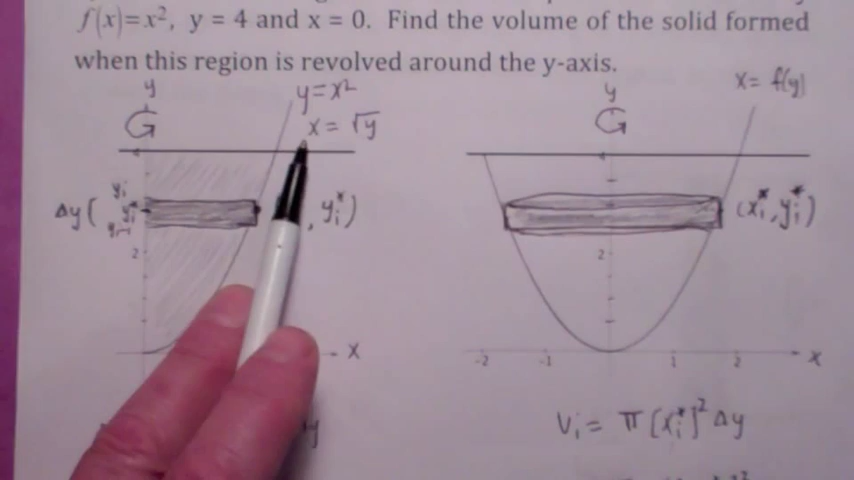 f(x)=x², y = 4 and x = 0. Find the volume of the solid formed
when this region is revolved around the y-axis.
y
y=x²
x = √y
Δy (
yᵢ
yᵢ*
yᵢ₋₁
, yᵢ*)
2
x
y
x = f(y)
(xᵢ*, yᵢ*)
2
-2 -1 1 2 x
Vᵢ = π[xᵢ*]² Δy